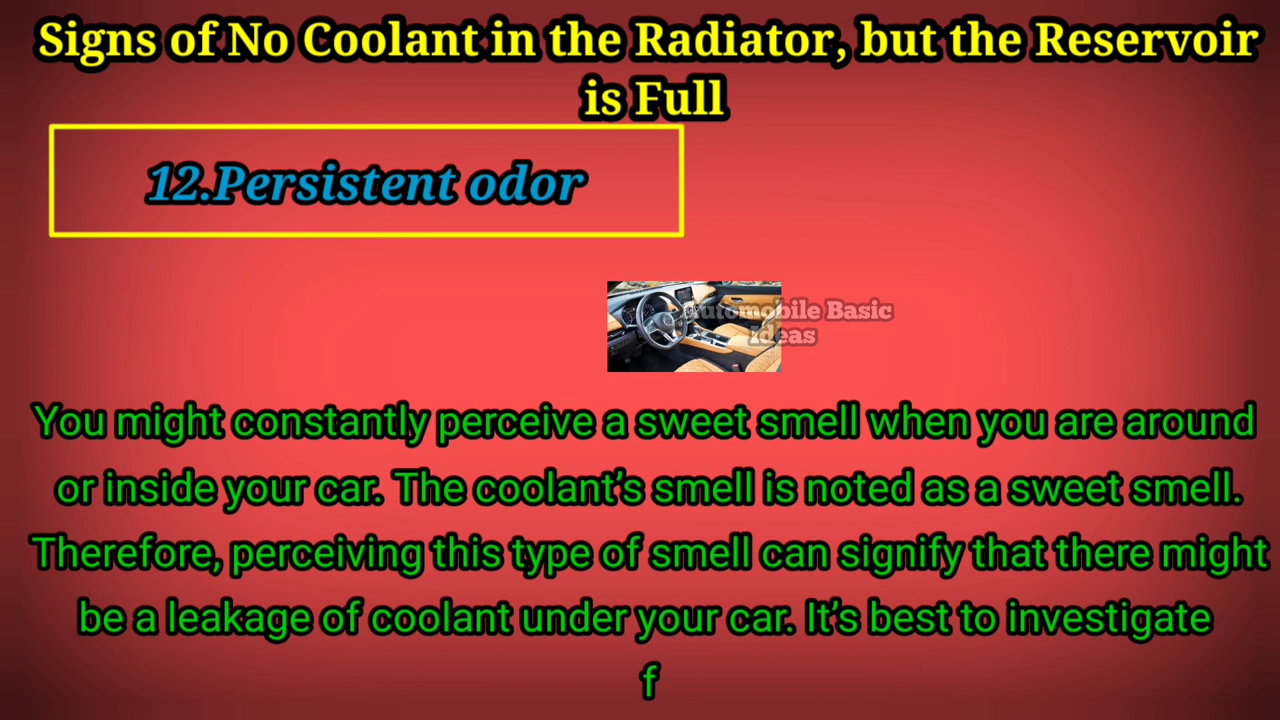 Signs of No Coolant in the Radiator, but the Reservoir
is Full
12.Persistent odor
Automobile Basic
Ideas
You might constantly perceive a sweet smell when you are around
or inside your car. The coolant’s smell is noted as a sweet smell.
Therefore, perceiving this type of smell can signify that there might
be a leakage of coolant under your car. It’s best to investigate
f